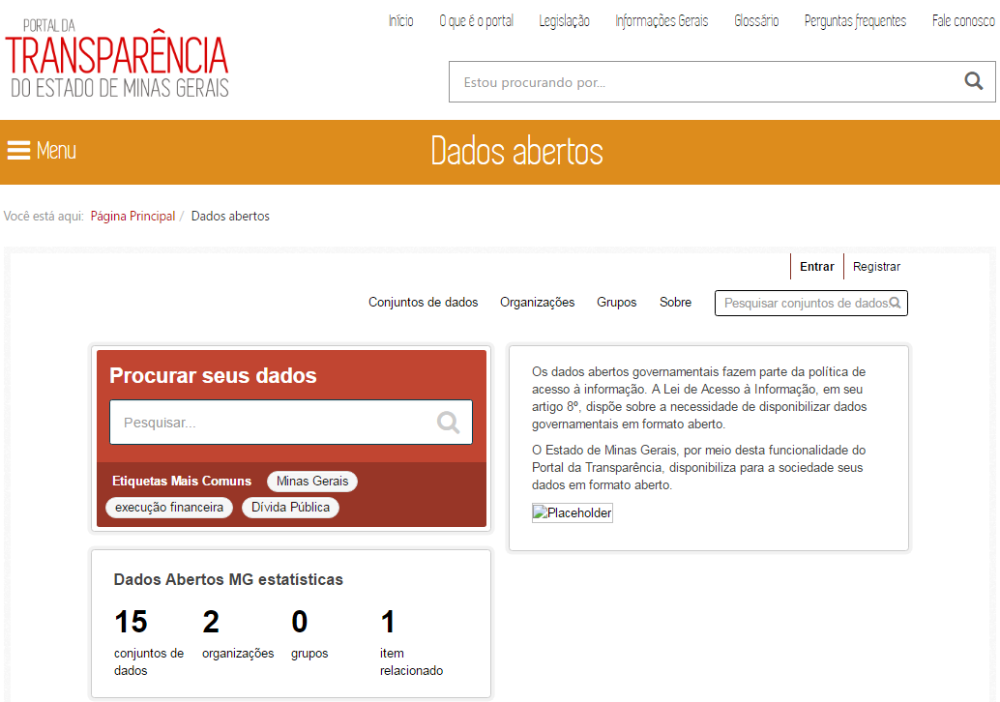 PORTAL DA
TRANSPARÊNCIA
DO ESTADO DE MINAS GERAIS
Início O que é o portal Legislação Informações Gerais Glossário Perguntas frequentes Fale conosco
Estou procurando por...
Menu
Dados abertos
Você está aqui: Página Principal / Dados abertos
Entrar Registrar
Conjuntos de dados Organizações Grupos Sobre Pesquisar conjuntos de dados
Procurar seus dados
Pesquisar...
Etiquetas Mais Comuns Minas Gerais
execução financeira Dívida Pública
Os dados abertos governamentais fazem parte da política de
acesso à informação. A Lei de Acesso à Informação, em seu
artigo 8º, dispõe sobre a necessidade de disponibilizar dados
governamentais em formato aberto.
O Estado de Minas Gerais, por meio desta funcionalidade do
Portal da Transparência, disponibiliza para a sociedade seus
dados em formato aberto.
Placeholder
Dados Abertos MG estatísticas
15 2 0 1
conjuntos de organizações grupos item
dados relacionado